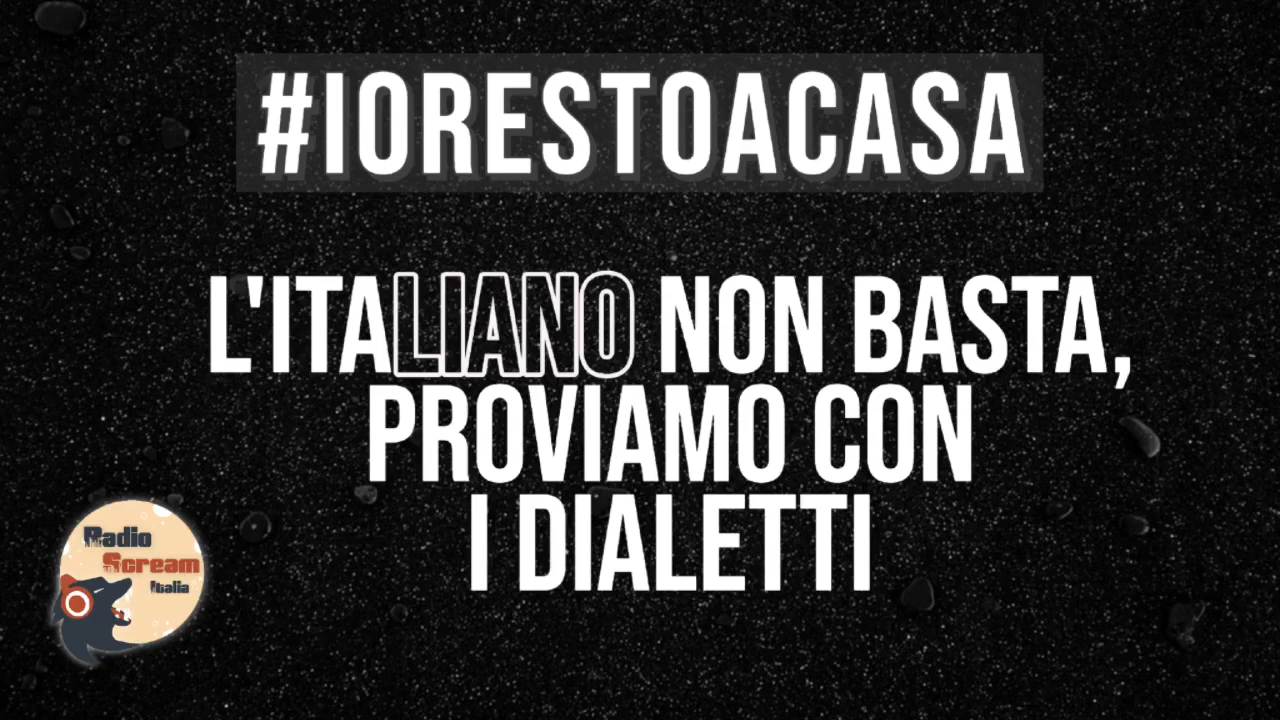 #IORESTOACASA
L'ITALIANO NON BASTA,
PROVIAMO CON
I DIALETTI
Radio
Scream
Italia